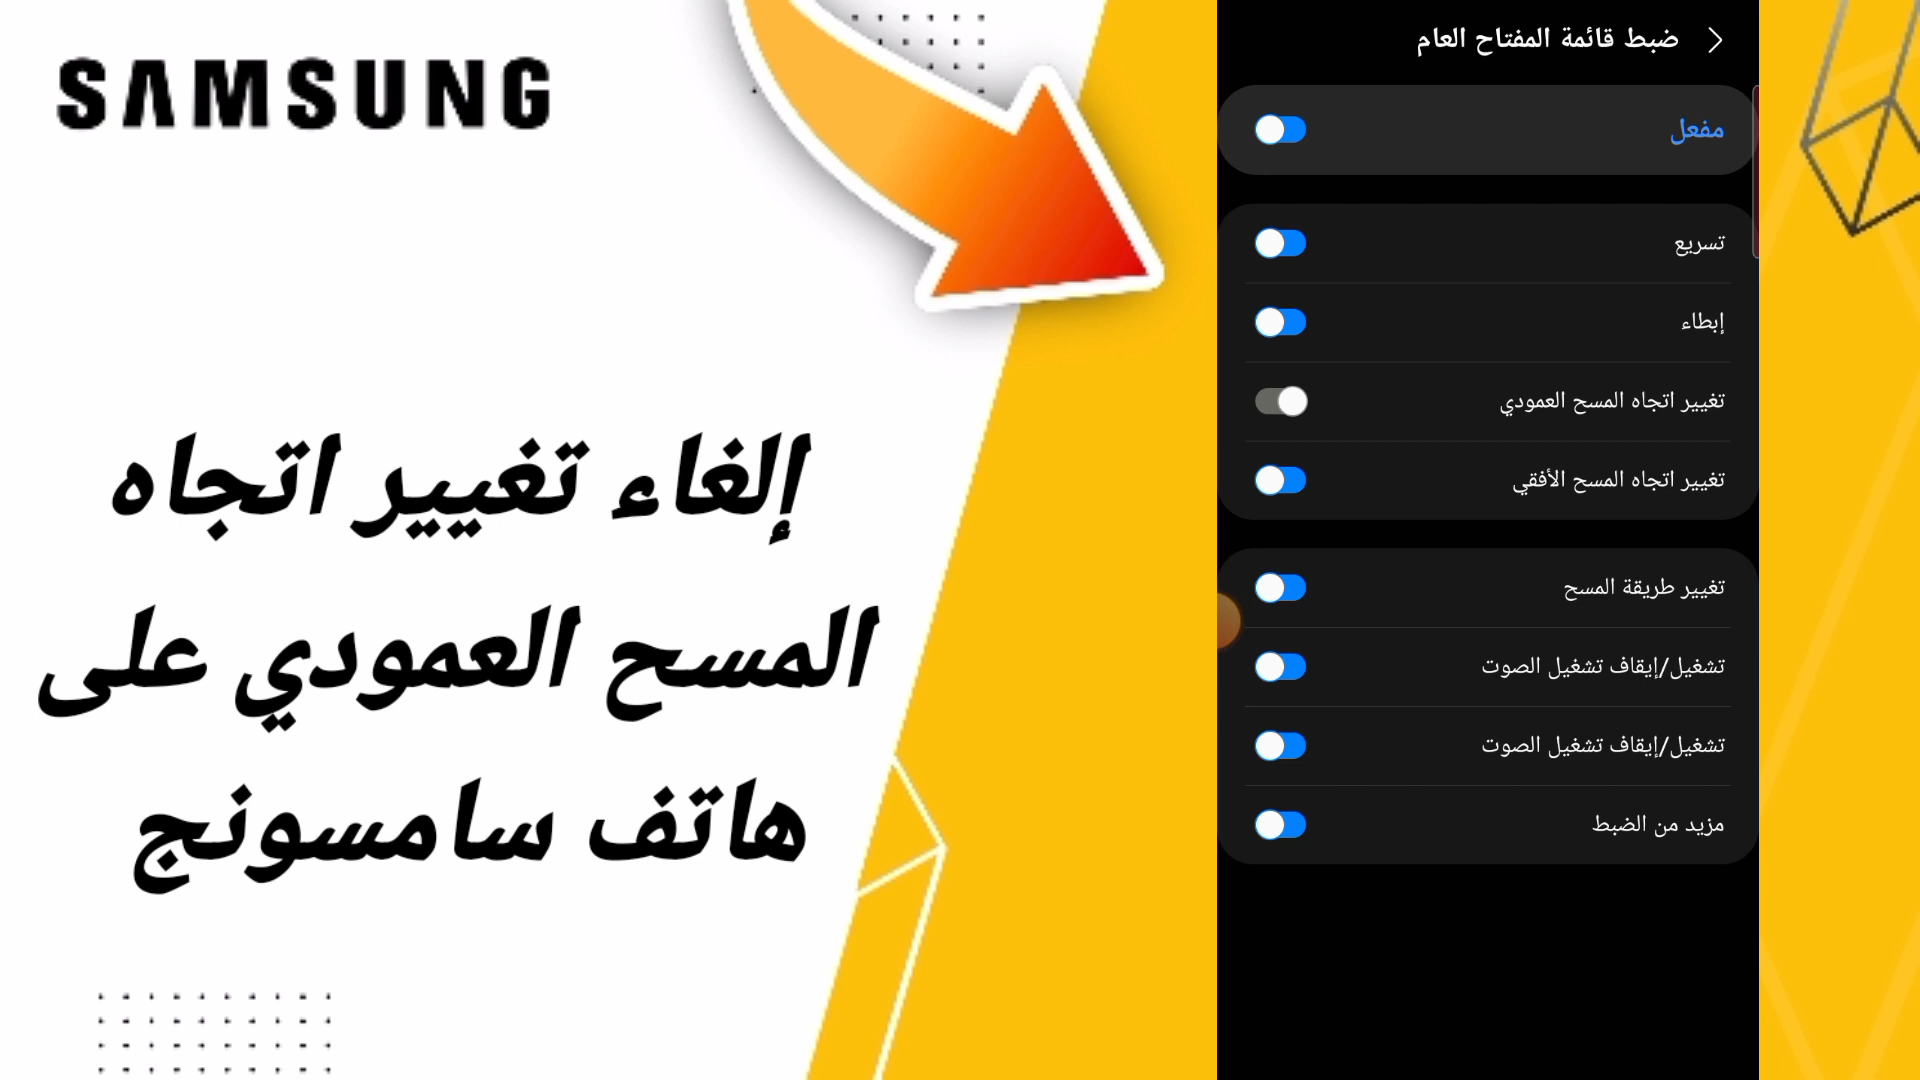 SAMSUNG
إلغاء تغيير اتجاه
المسح العمودي على
هاتف سامسونج
ضبط قائمة المفتاح العام
مفعل
تسريع
إبطاء
تغيير اتجاه المسح العمودي
تغيير اتجاه المسح الأفقي
تغيير طريقة المسح
تشغيل/إيقاف تشغيل الصوت
تشغيل/إيقاف تشغيل الصوت
مزيد من الضبط